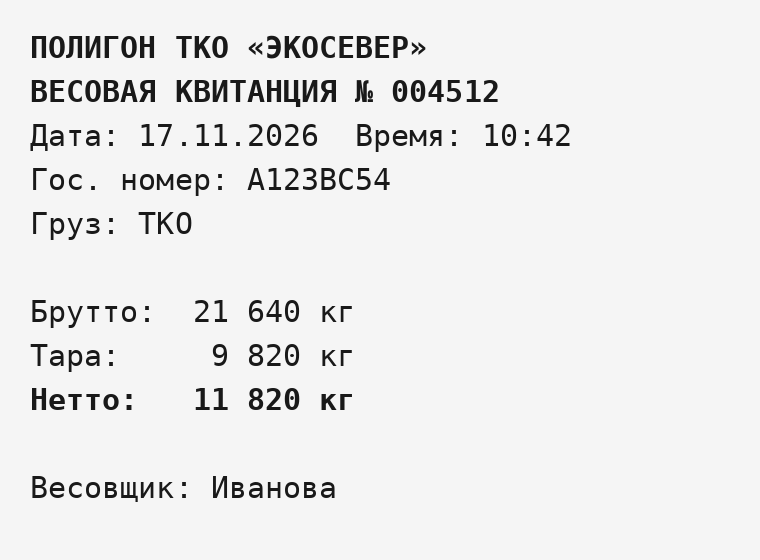 ПОЛИГОН ТКО «ЭКОСЕВЕР»
ВЕСОВАЯ КВИТАНЦИЯ № 004512
Дата: 17.11.2026  Время: 10:42
Гос. номер: А123ВС54
Груз: ТКО
Брутто:  21 640 кг
Тара:     9 820 кг
Нетто:   11 820 кг
Весовщик: Иванова